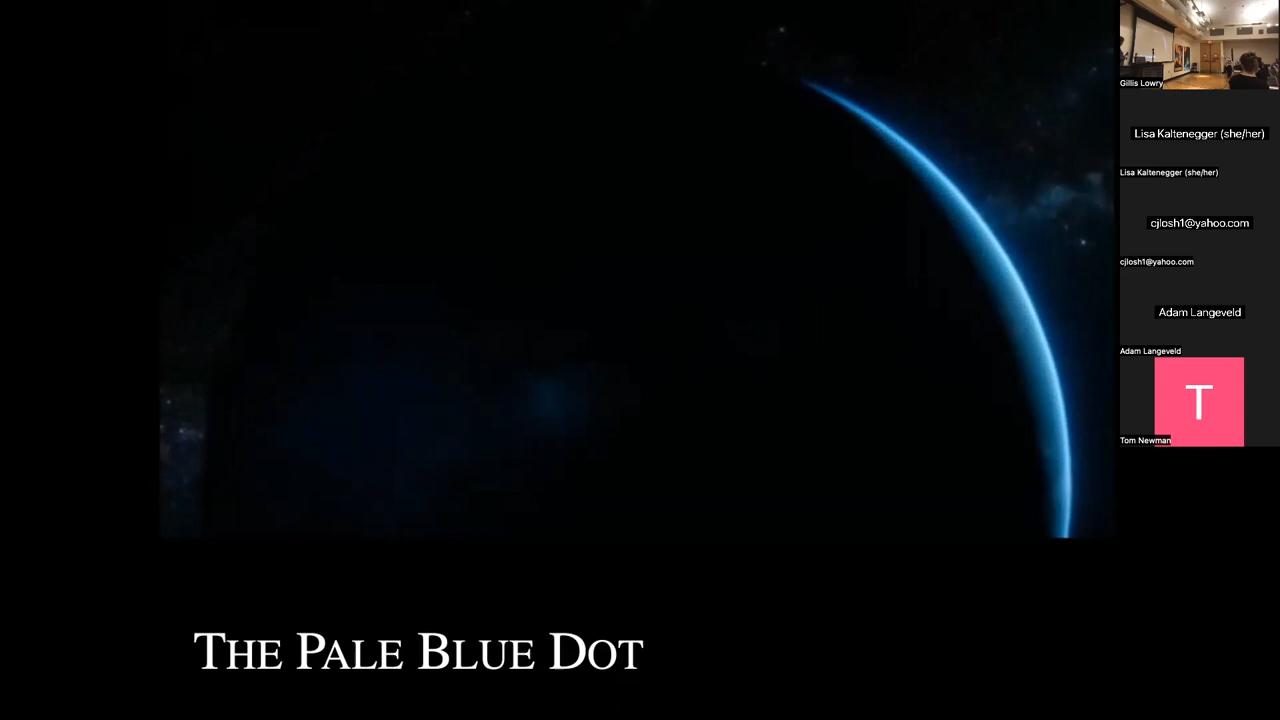 THE PALE BLUE DOT
Gillis Lowry
Lisa Kaltenegger (she/her)
Lisa Kaltenegger (she/her)
cjlosh1@yahoo.com
cjlosh1@yahoo.com
Adam Langeveld
Adam Langeveld
T
Tom Newman